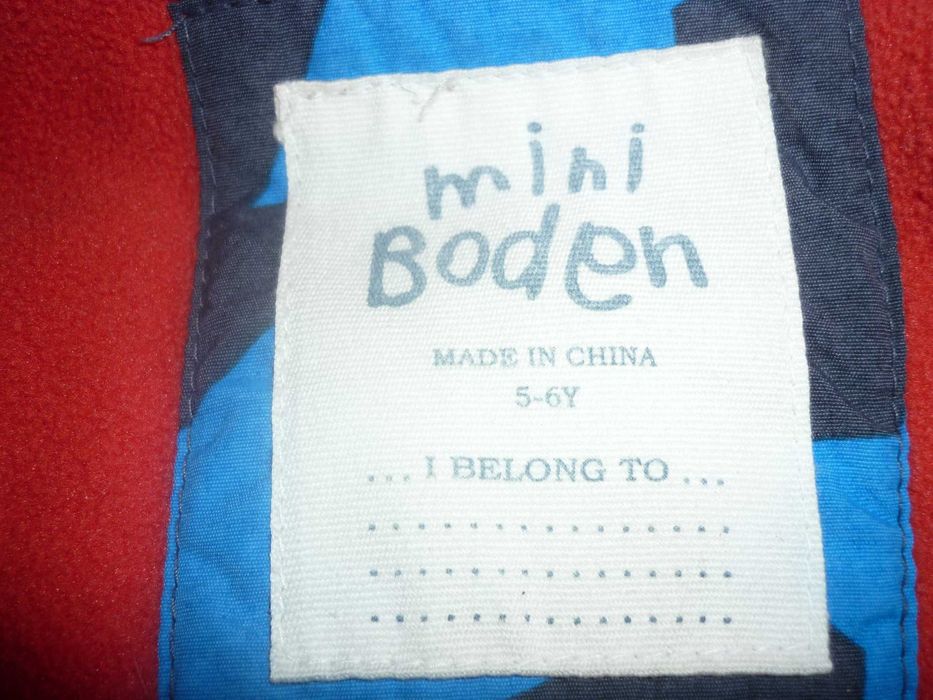 mini
Boden
MADE IN CHINA
5-6Y
... I BELONG TO ...
...............
...............
...............